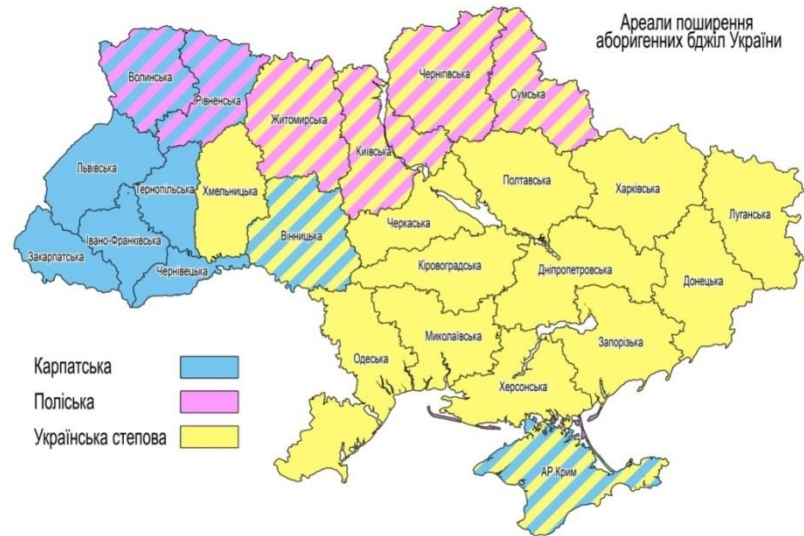 Ареали поширення
аборигенних бджіл України
Волинська
Рівненська
Житомирська
Київська
Чернігівська
Сумська
Львівська
Тернопільська
Хмельницька
Вінницька
Закарпатська
Івано-Франківська
Чернівецька
Черкаська
Полтавська
Харківська
Луганська
Кіровоградська
Дніпропетровська
Донецька
Одеська
Миколаївська
Запорізька
Херсонська
АР Крим
Карпатська
Поліська
Українська степова